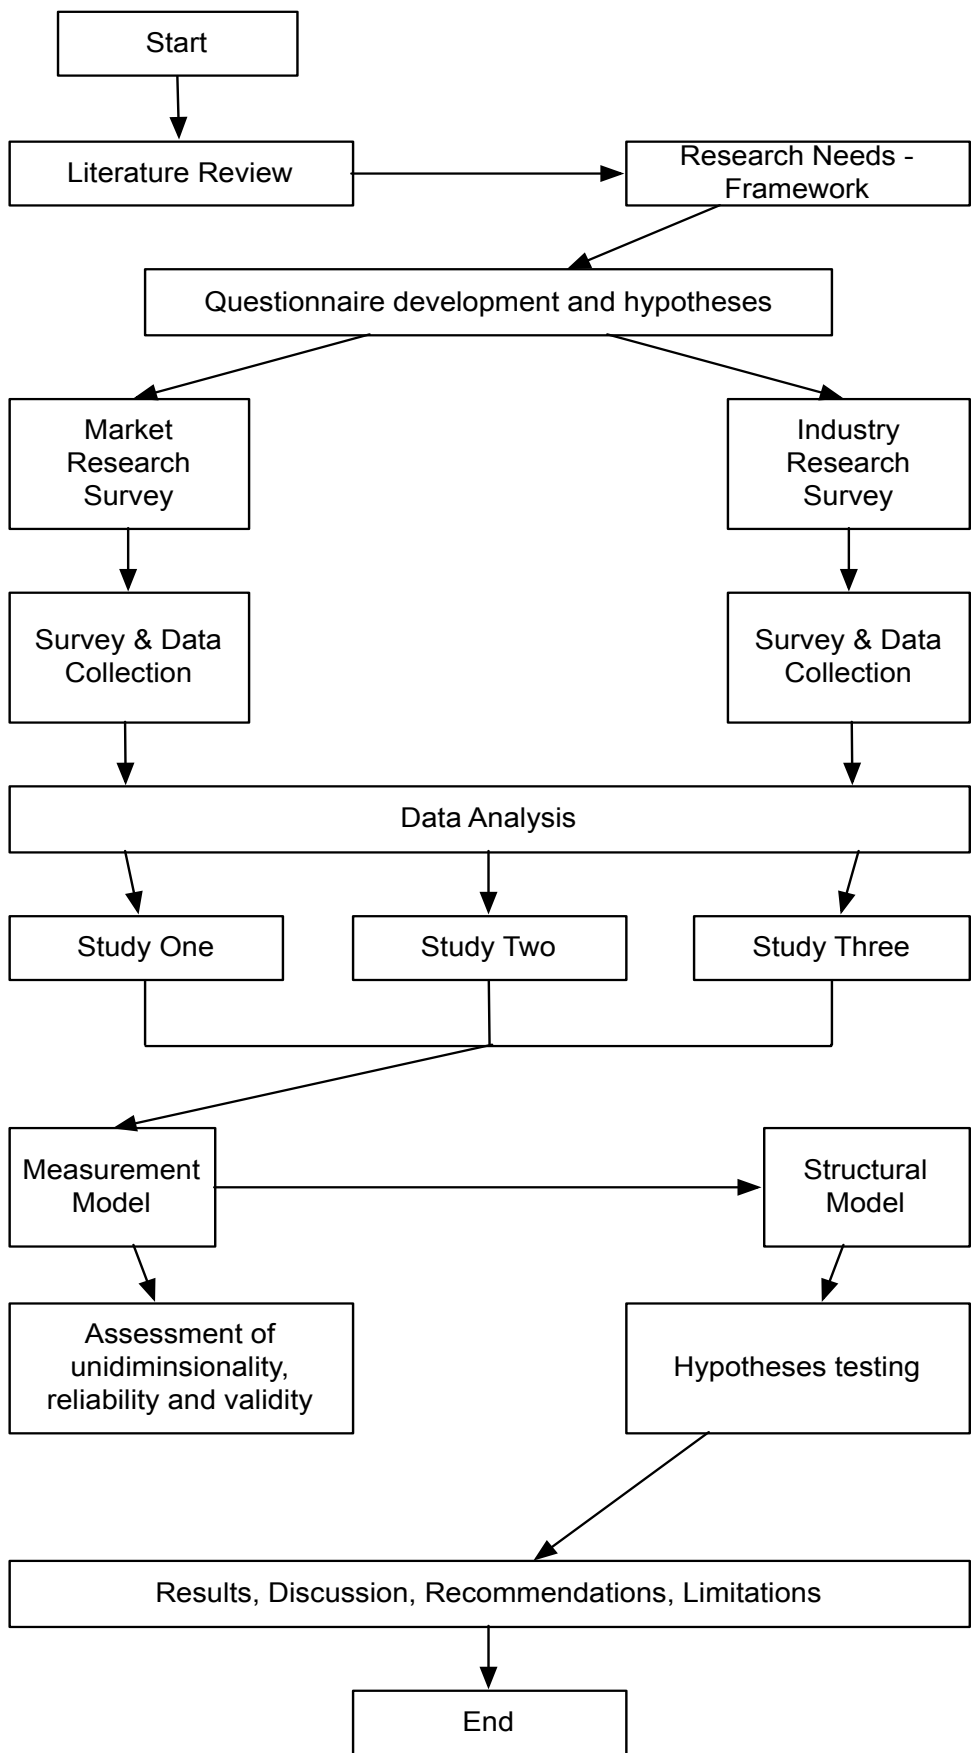 Start
Literature Review
Research Needs -
Framework
Questionnaire development and hypotheses
Market
Research
Survey
Industry
Research
Survey
Survey & Data
Collection
Survey & Data
Collection
Data Analysis
Study One
Study Two
Study Three
Measurement
Model
Structural
Model
Assessment of
unidiminsionality,
reliability and validity
Hypotheses testing
Results, Discussion, Recommendations, Limitations
End